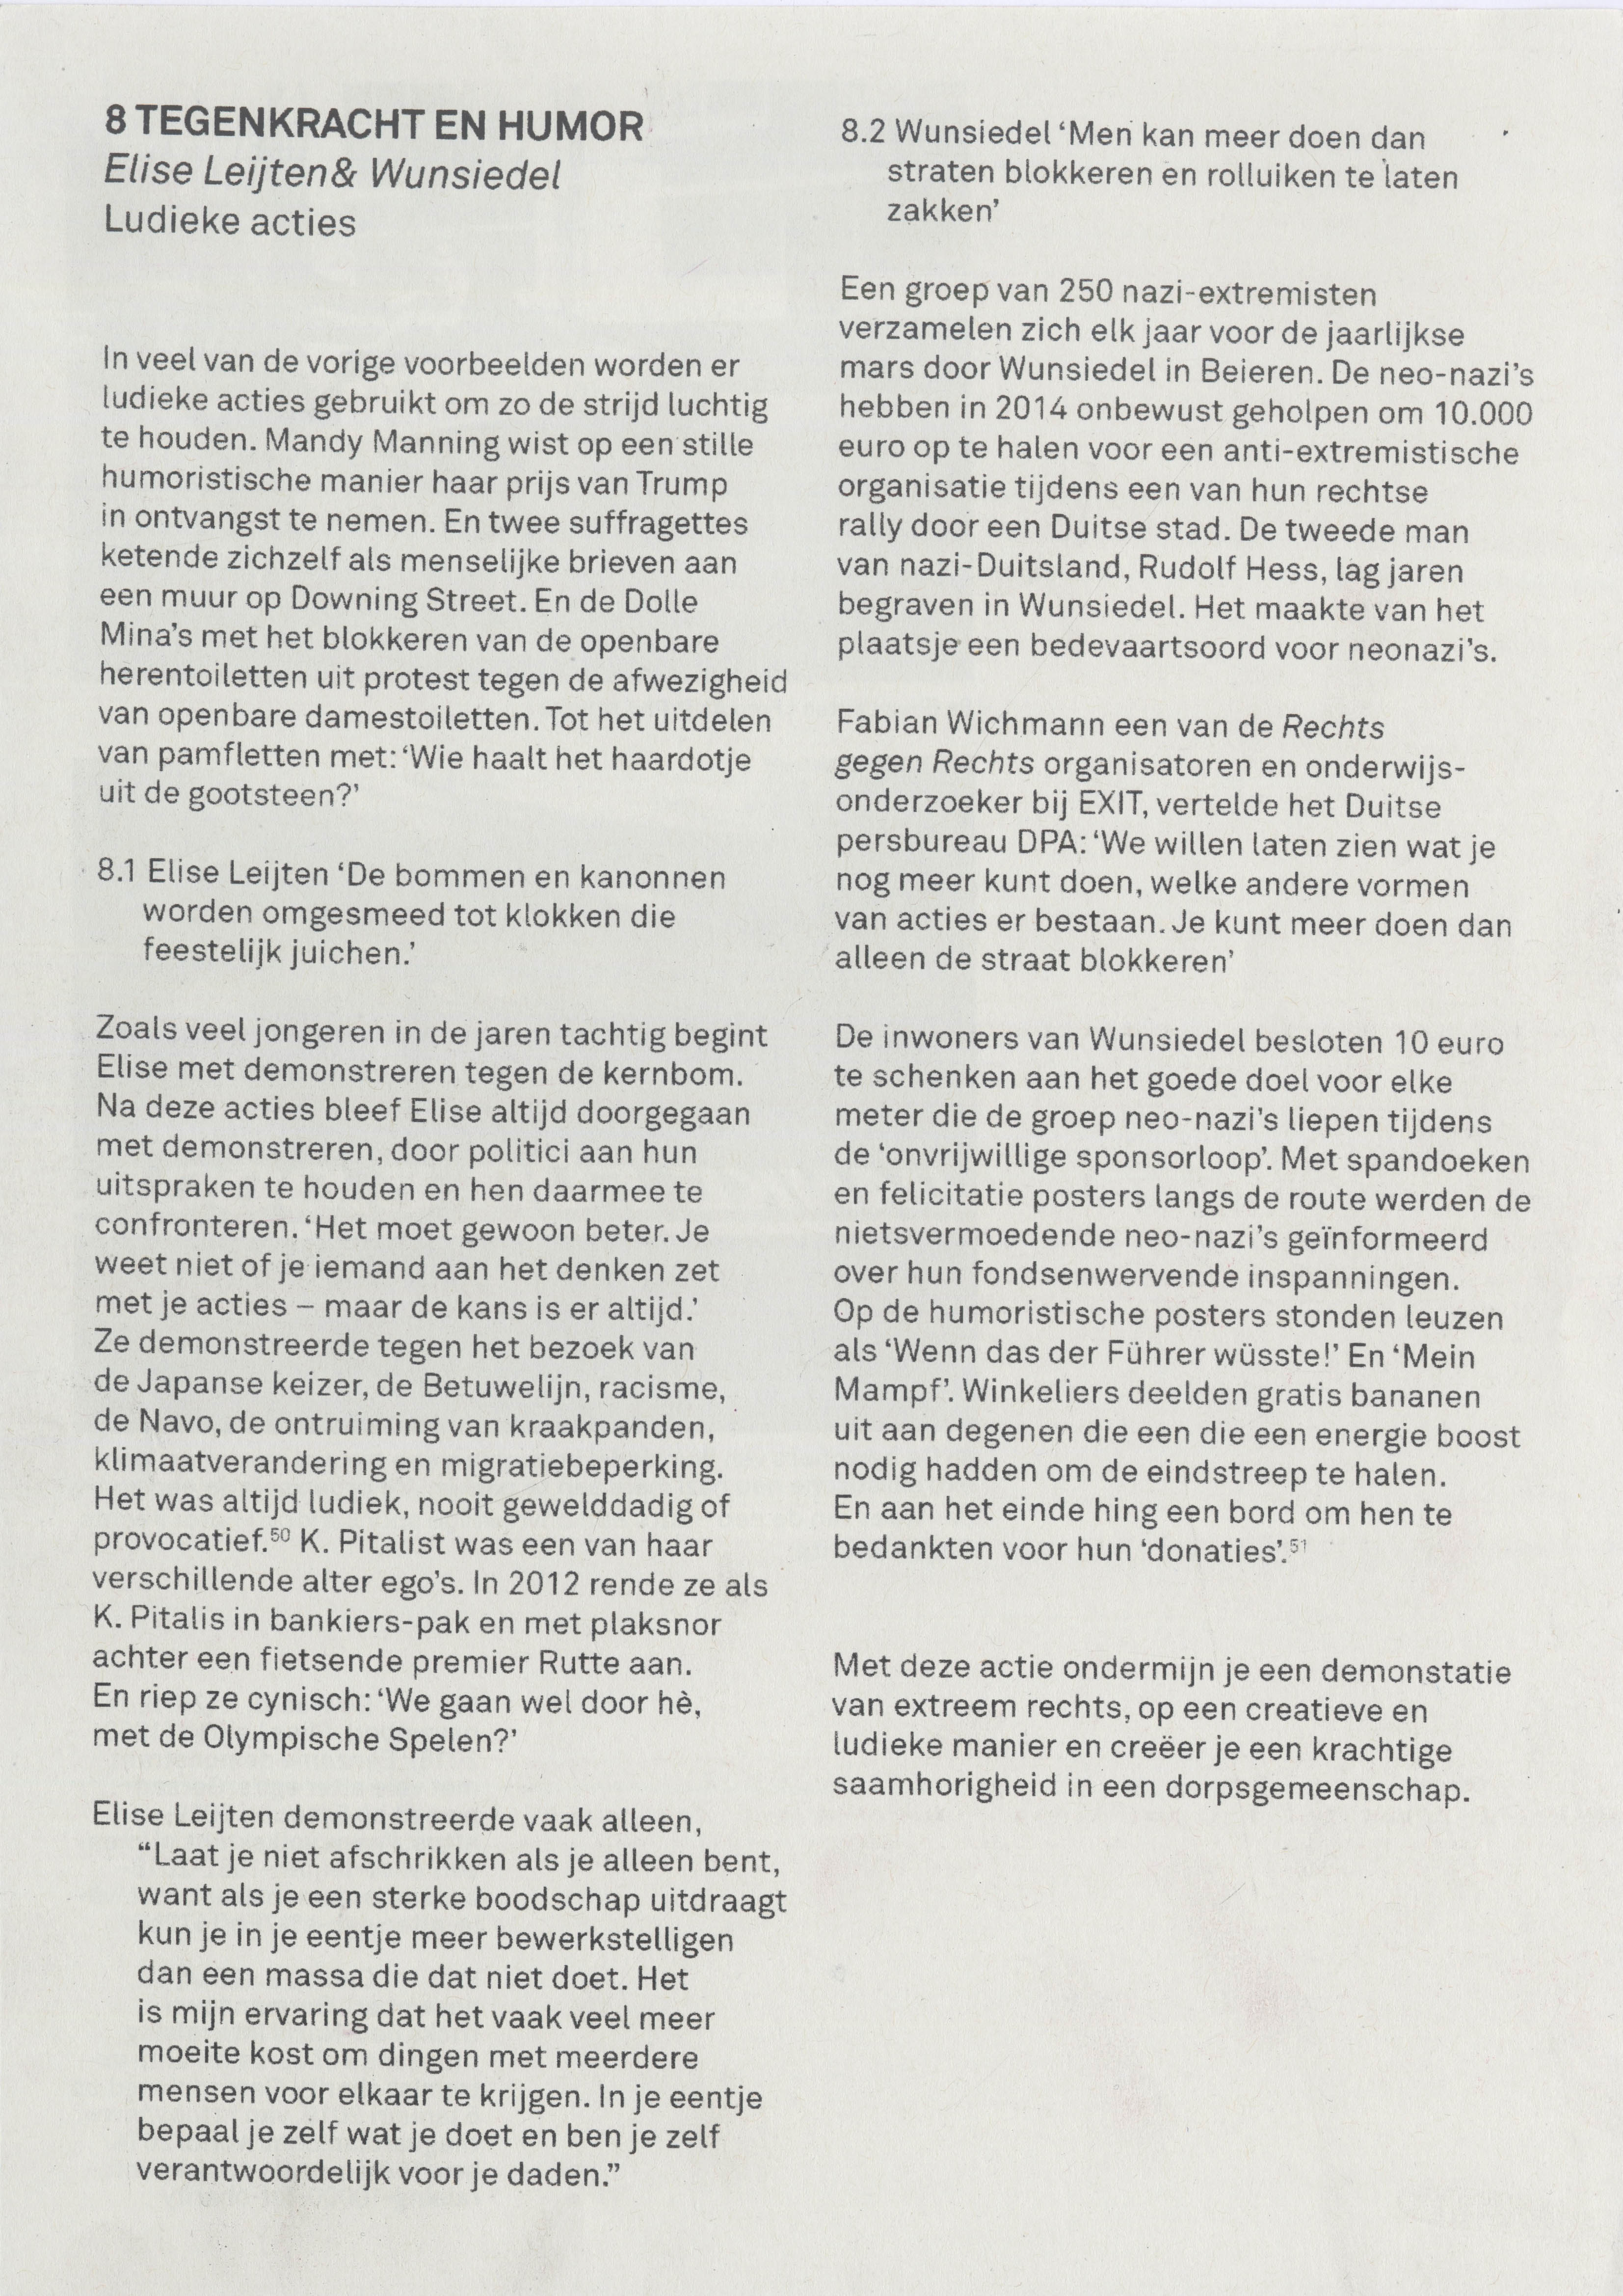 8 TEGENKRACHT EN HUMOR
Elise Leijten& Wunsiedel
Ludieke acties
In veel van de vorige voorbeelden worden er
ludieke acties gebruikt om zo de strijd luchtig
te houden. Mandy Manning wist op een stille
humoristische manier haar prijs van Trump
in ontvangst te nemen. En twee suffragettes
ketende zichzelf als menselijke brieven aan
een muur op Downing Street. En de Dolle
Mina’s met het blokkeren van de openbare
herentoiletten uit protest tegen de afwezigheid
van openbare damestoiletten. Tot het uitdelen
van pamfletten met: ‘Wie haalt het haardotje
uit de gootsteen?’
8.1 Elise Leijten ‘De bommen en kanonnen
worden omgesmeed tot klokken die
feestelijk juichen.’
Zoals veel jongeren in de jaren tachtig begint
Elise met demonstreren tegen de kernbom.
Na deze acties bleef Elise altijd doorgegaan
met demonstreren, door politici aan hun
uitspraken te houden en hen daarmee te
confronteren. ‘Het moet gewoon beter. Je
weet niet of je iemand aan het denken zet
met je acties – maar de kans is er altijd.’
Ze demonstreerde tegen het bezoek van
de Japanse keizer, de Betuwelijn, racisme,
de Navo, de ontruiming van kraakpanden,
klimaatverandering en migratiebeperking.
Het was altijd ludiek, nooit gewelddadig of
provocatief.⁵⁰ K. Pitalist was een van haar
verschillende alter ego’s. In 2012 rende ze als
K. Pitalis in bankiers-pak en met plaksnor
achter een fietsende premier Rutte aan.
En riep ze cynisch: ‘We gaan wel door hè,
met de Olympische Spelen?’
Elise Leijten demonstreerde vaak alleen,
“Laat je niet afschrikken als je alleen bent,
want als je een sterke boodschap uitdraagt
kun je in je eentje meer bewerkstelligen
dan een massa die dat niet doet. Het
is mijn ervaring dat het vaak veel meer
moeite kost om dingen met meerdere
mensen voor elkaar te krijgen. In je eentje
bepaal je zelf wat je doet en ben je zelf
verantwoordelijk voor je daden.”
8.2 Wunsiedel ‘Men kan meer doen dan
straten blokkeren en rolluiken te laten
zakken’
Een groep van 250 nazi-extremisten
verzamelen zich elk jaar voor de jaarlijkse
mars door Wunsiedel in Beieren. De neo-nazi’s
hebben in 2014 onbewust geholpen om 10.000
euro op te halen voor een anti-extremistische
organisatie tijdens een van hun rechtse
rally door een Duitse stad. De tweede man
van nazi-Duitsland, Rudolf Hess, lag jaren
begraven in Wunsiedel. Het maakte van het
plaatsje een bedevaartsoord voor neonazi’s.
Fabian Wichmann een van de Rechts
gegen Rechts organisatoren en onderwijs-
onderzoeker bij EXIT, vertelde het Duitse
persbureau DPA: ‘We willen laten zien wat je
nog meer kunt doen, welke andere vormen
van acties er bestaan. Je kunt meer doen dan
alleen de straat blokkeren’
De inwoners van Wunsiedel besloten 10 euro
te schenken aan het goede doel voor elke
meter die de groep neo-nazi’s liepen tijdens
de ‘onvrijwillige sponsorloop’. Met spandoeken
en felicitatie posters langs de route werden de
nietsvermoedende neo-nazi’s geïnformeerd
over hun fondsenwervende inspanningen.
Op de humoristische posters stonden leuzen
als ‘Wenn das der Führer wüsste!’ En ‘Mein
Mampf’. Winkeliers deelden gratis bananen
uit aan degenen die een die een energie boost
nodig hadden om de eindstreep te halen.
En aan het einde hing een bord om hen te
bedankten voor hun ‘donaties’.⁵¹
Met deze actie ondermijn je een demonstatie
van extreem rechts, op een creatieve en
ludieke manier en creëer je een krachtige
saamhorigheid in een dorpsgemeenschap.